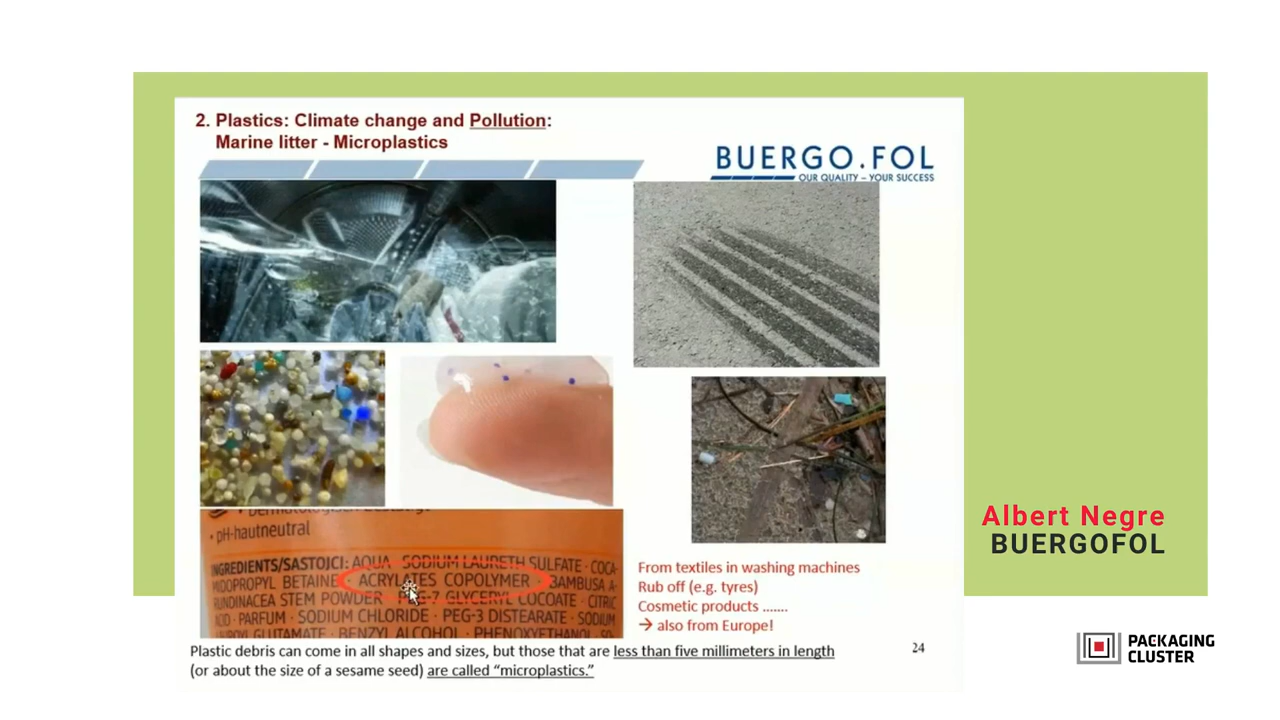 2. Plastics: Climate change and Pollution:
Marine litter - Microplastics
BUERGO.FOL
OUR QUALITY – YOUR SUCCESS
• pH-hautneutral
INGREDIENTS/SASTOJCI: AQUA · SODIUM LAURETH SULFATE · COCA-
MIDOPROPYL BETAINE · ACRYLATES COPOLYMER · BAMBUSA A-
RUNDINACEA STEM POWDER · PEG-7 GLYCERYL COCOATE · CITRIC
ACID · PARFUM · SODIUM CHLORIDE · PEG-3 DISTEARATE · SODIUM
GLUTAMATE · BENZYL ALCOHOL · PHENOXYETHANOL
From textiles in washing machines
Rub off (e.g. tyres)
Cosmetic products .......
→ also from Europe!
Plastic debris can come in all shapes and sizes, but those that are less than five millimeters in length
(or about the size of a sesame seed) are called “microplastics.”
24
Albert Negre
BUERGOFOL
PACKAGING
CLUSTER